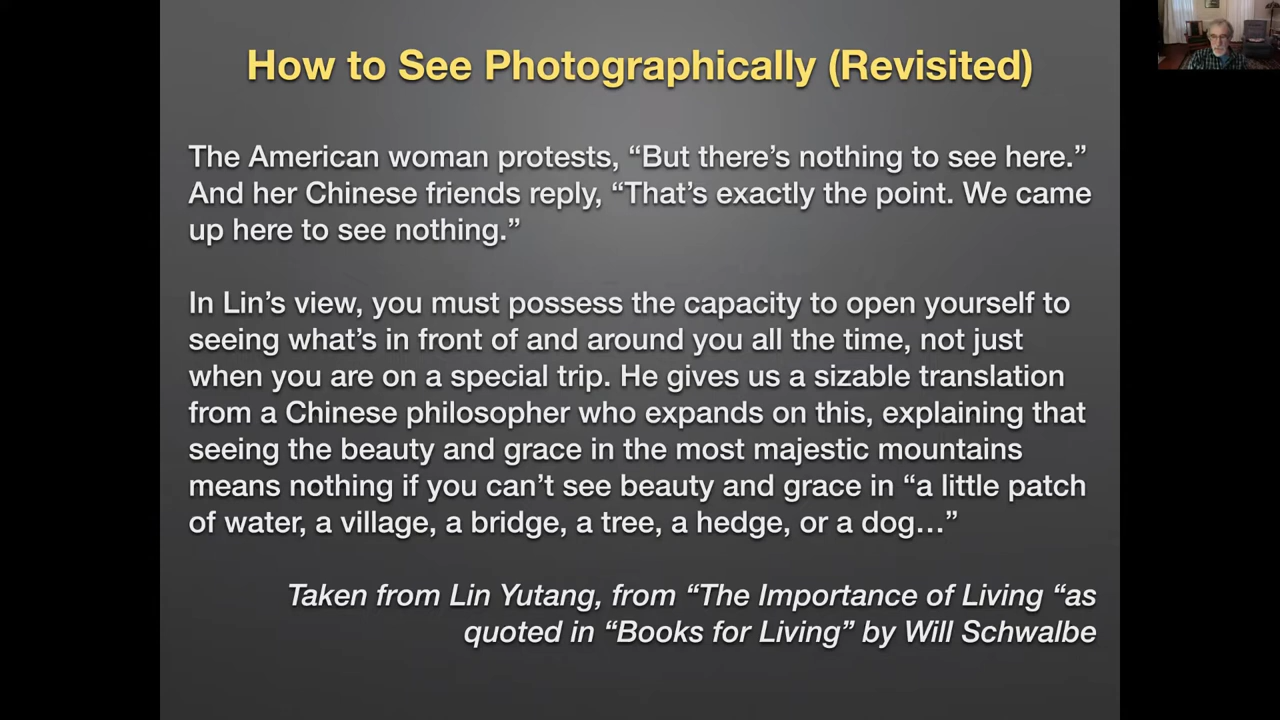 How to See Photographically (Revisited)
The American woman protests, “But there’s nothing to see here.”
And her Chinese friends reply, “That’s exactly the point. We came
up here to see nothing.”
In Lin’s view, you must possess the capacity to open yourself to
seeing what’s in front of and around you all the time, not just
when you are on a special trip. He gives us a sizable translation
from a Chinese philosopher who expands on this, explaining that
seeing the beauty and grace in the most majestic mountains
means nothing if you can’t see beauty and grace in “a little patch
of water, a village, a bridge, a tree, a hedge, or a dog…”
Taken from Lin Yutang, from “The Importance of Living “as
quoted in “Books for Living” by Will Schwalbe